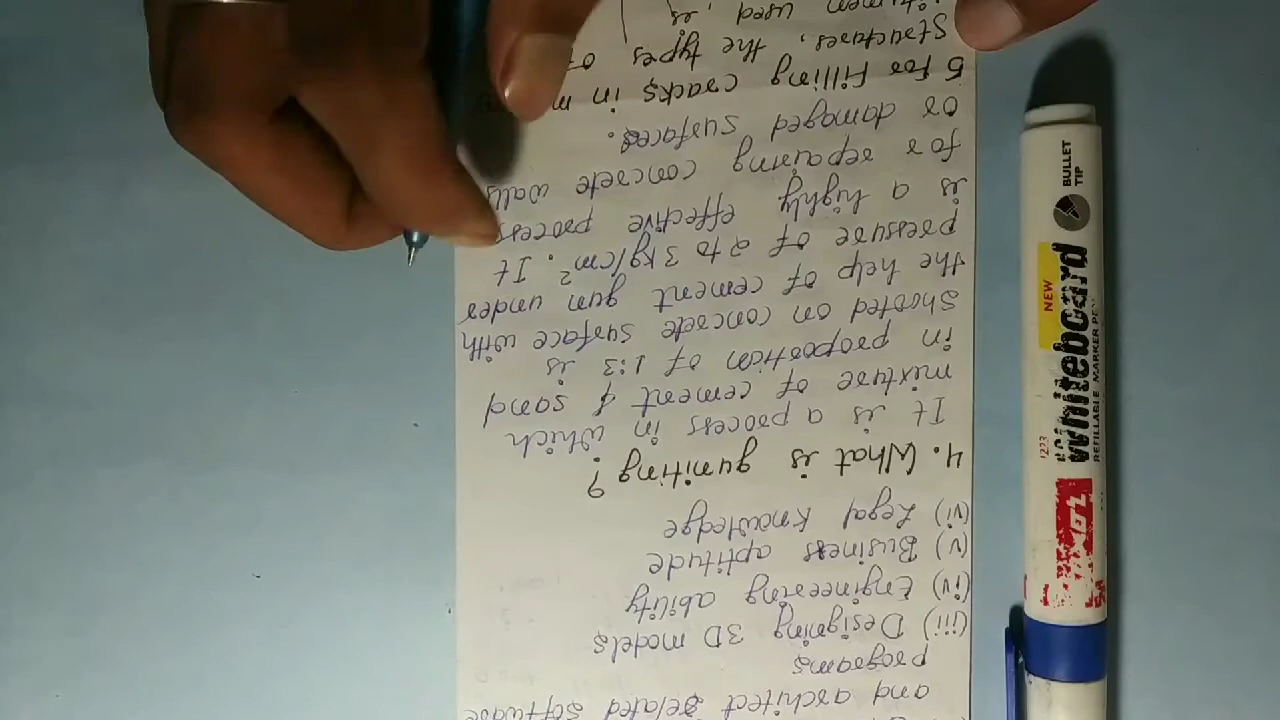 and architect related software
programs
(iii) Designing 3D models
(iv) Engineering ability
(v) Business aptitude
(vi) Legal knowledge
4. What is guniting?
It is a process in which
mixture of cement & sand
in proportion of 1:3 is
shooted on concrete surface with
the help of cement gun under
pressure of 2 to 3 kg/cm². It
is a highly effective process
for repairing concrete walls
or damaged surfaces.
5 For filling cracks in
structures, the types
used, is
BULLET
TIP
NEW
whiteboard
REFILLABLE MARKER PEN
1223